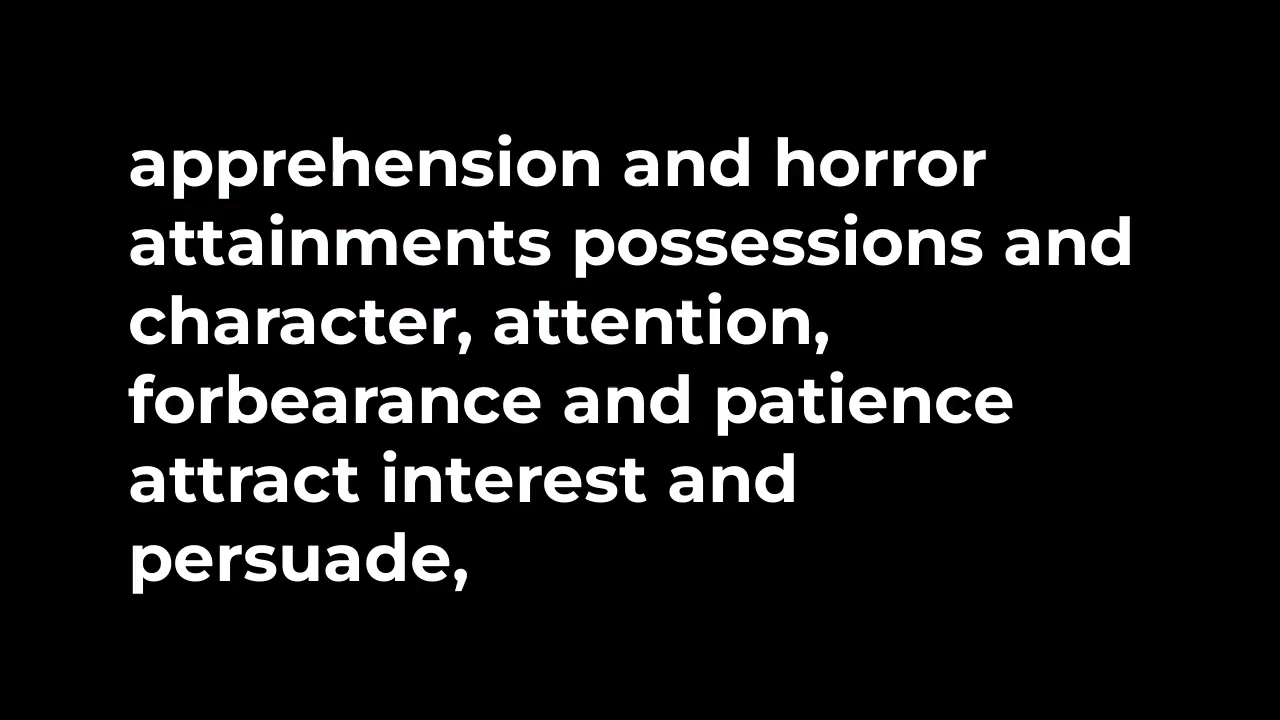 apprehension and horror
attainments possessions and
character, attention,
forbearance and patience
attract interest and
persuade,